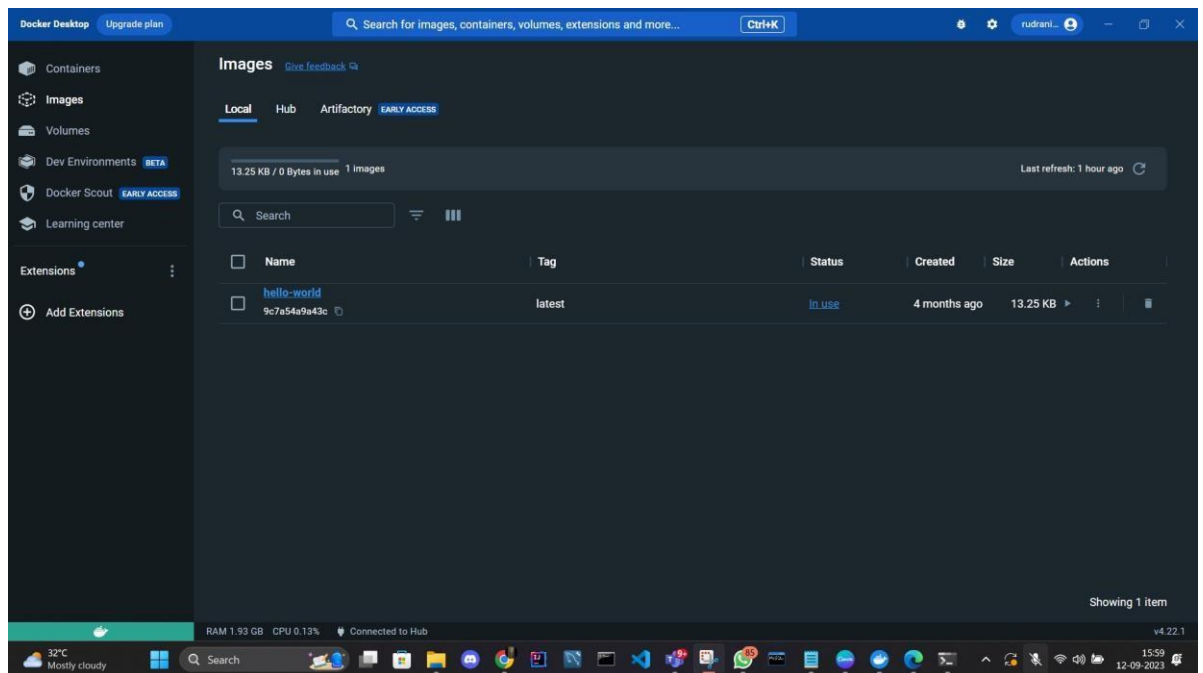 Docker Desktop Upgrade plan Search for images, containers, volumes, extensions and more... Ctrl+K rudrani...
Containers
Images
Volumes
Dev Environments BETA
Docker Scout EARLY ACCESS
Learning center
Extensions
Add Extensions
Images Give feedback
Local Hub Artifactory EARLY ACCESS
13.25 KB / 0 Bytes in use 1 images Last refresh: 1 hour ago
Search
Name Tag Status Created Size Actions
hello-world
9c7a54a9a43c latest In use 4 months ago 13.25 KB
Showing 1 item
RAM 1.93 GB CPU 0.13% Connected to Hub v4.22.1
32°C
Mostly cloudy
Search
9+
85
15:59
12-09-2023